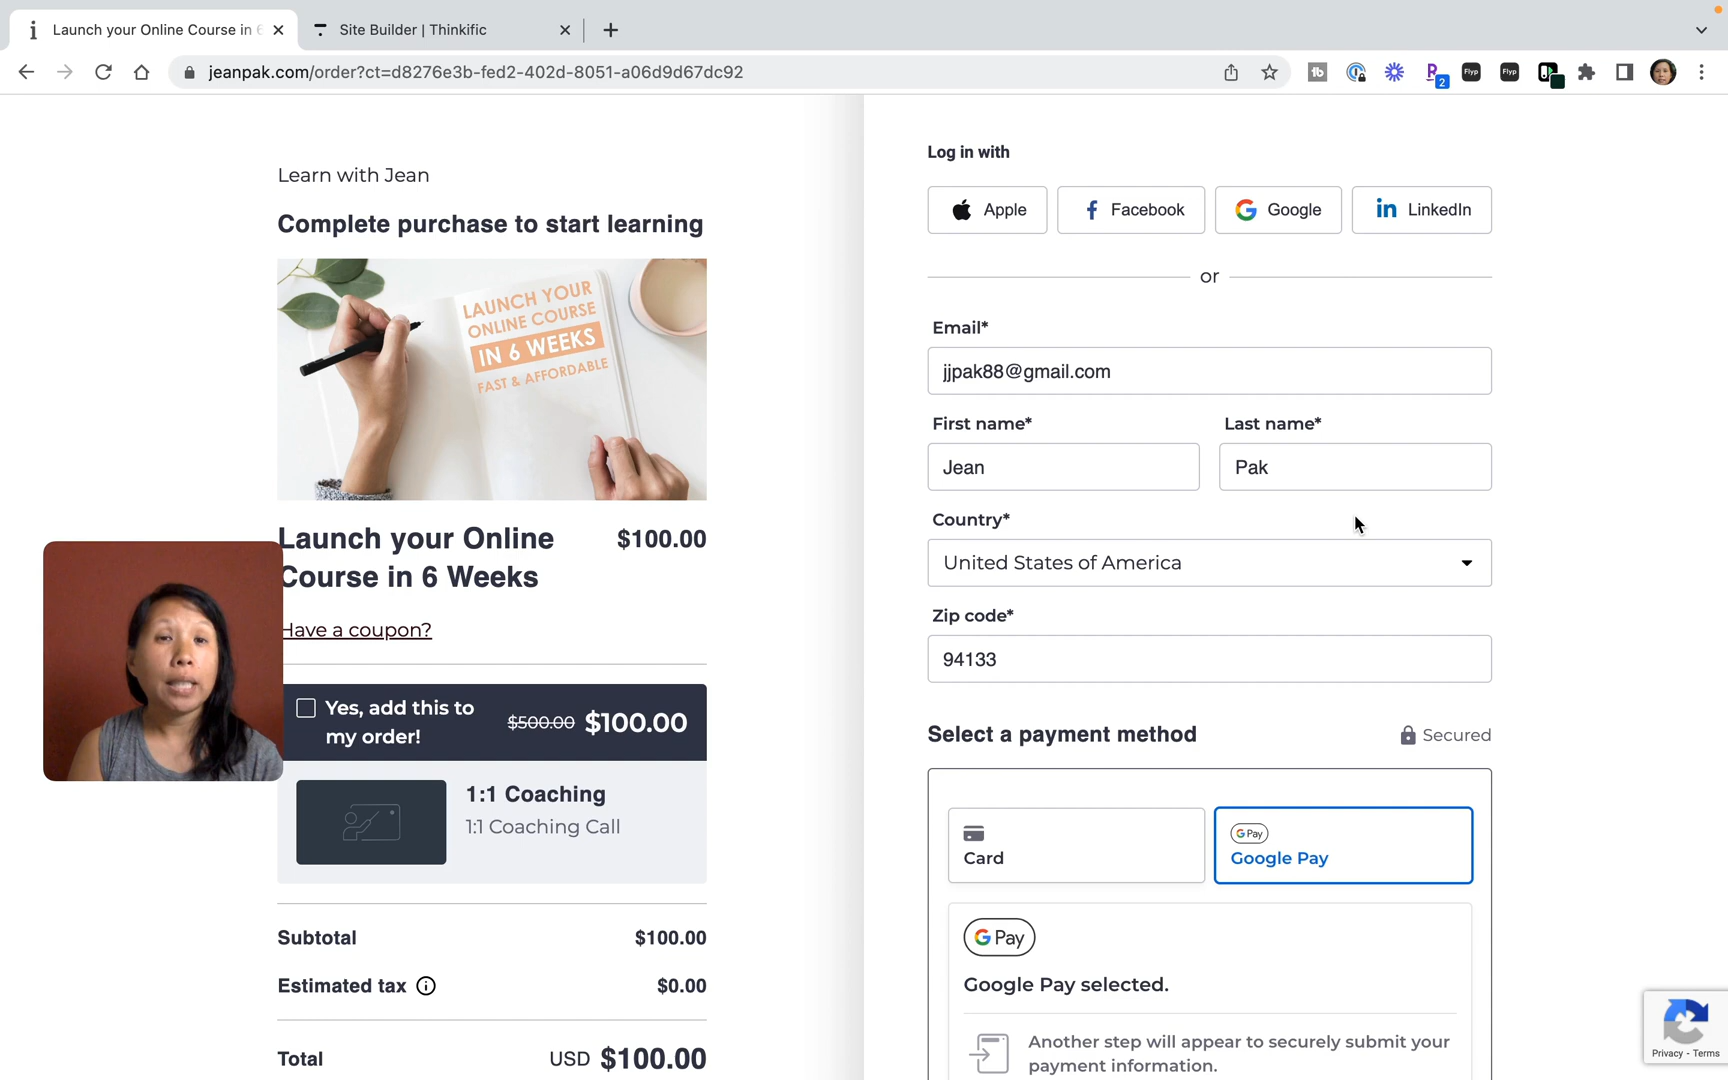 Launch your Online Course in 6
Site Builder | Thinkific
jeanpak.com/order?ct=d8276e3b-fed2-402d-8051-a06d9d67dc92
2
Flyp
Flyp
Learn with Jean
Complete purchase to start learning
LAUNCH YOUR
ONLINE COURSE
IN 6 WEEKS
FAST & AFFORDABLE
Launch your Online
Course in 6 Weeks
$100.00
Have a coupon?
Yes, add this to
my order!
$500.00 $100.00
1:1 Coaching
1:1 Coaching Call
Subtotal $100.00
Estimated tax $0.00
Total USD $100.00
Log in with
Apple Facebook Google LinkedIn
or
Email*
jjpak88@gmail.com
First name* Last name*
Jean Pak
Country*
United States of America
Zip code*
94133
Select a payment method Secured
Card
G Pay
Google Pay
G Pay
Google Pay selected.
Another step will appear to securely submit your
payment information.
Privacy - Terms